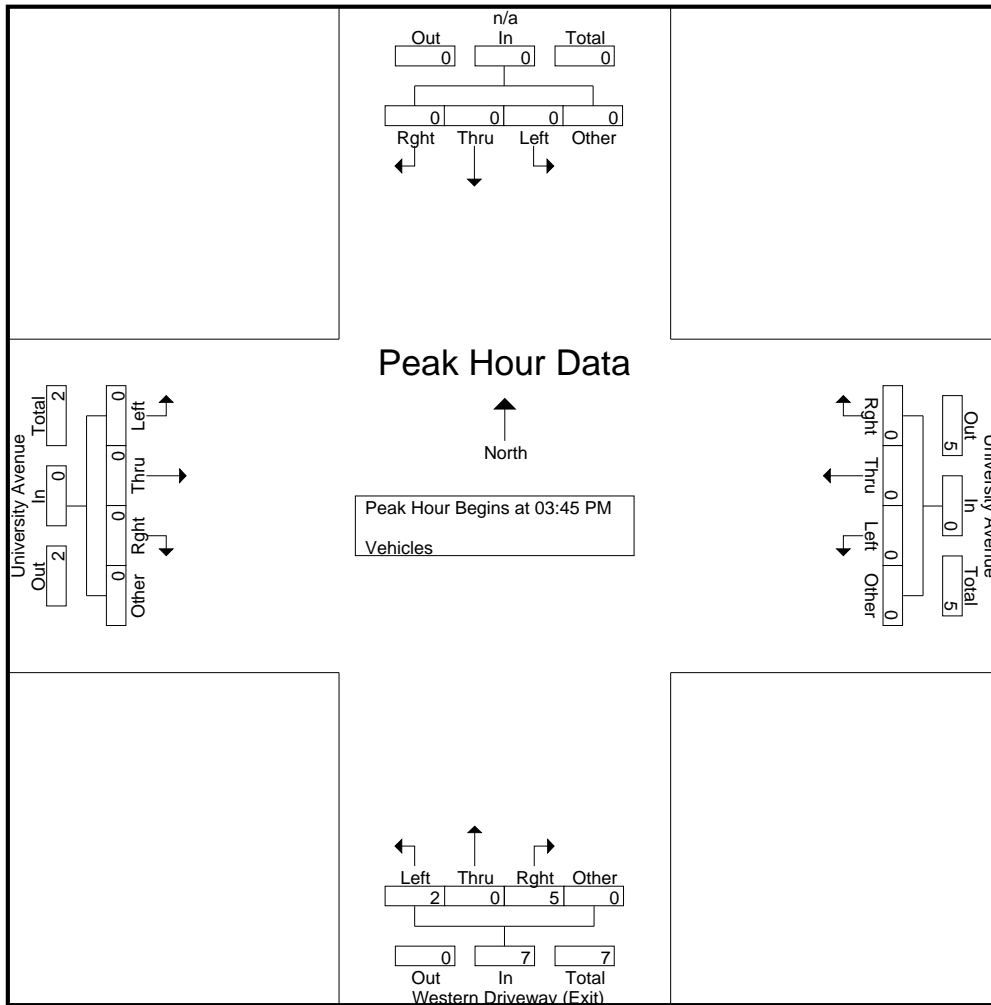 n/a
Out In Total
0 0 0
0 0 0 0
Rght Thru Left Other
Peak Hour Data
North
Peak Hour Begins at 03:45 PM
Vehicles
University Avenue
Out In Total
2 0 2
Left Thru Rght Other
0 0 0 0
University Avenue
Out In Total
5 0 5
Rght Thru Left Other
0 0 0 0
Left Thru Rght Other
2 0 5 0
0 7 7
Out In Total
Western Driveway (Exit)